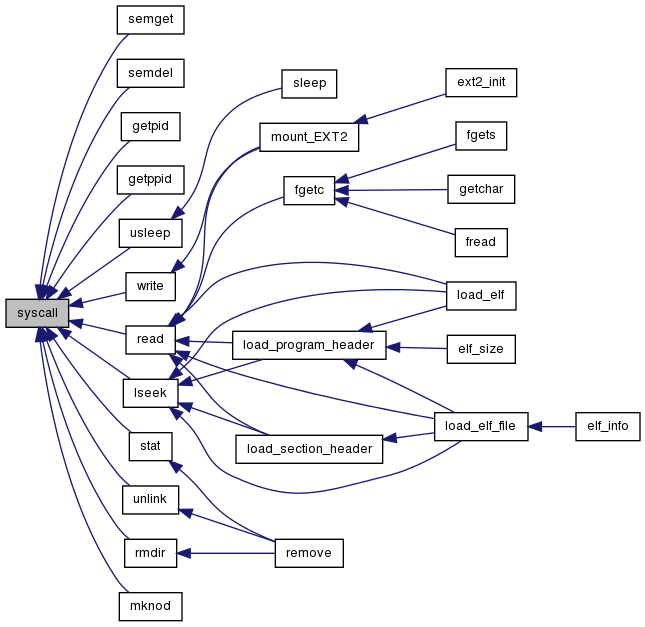 semget
semdel
sleep
ext2_init
getpid
mount_EXT2
fgets
getppid
fgetc
getchar
usleep
fread
write
load_elf
syscall
read
load_program_header
elf_size
lseek
load_elf_file
elf_info
stat
load_section_header
unlink
rmdir
remove
mknod